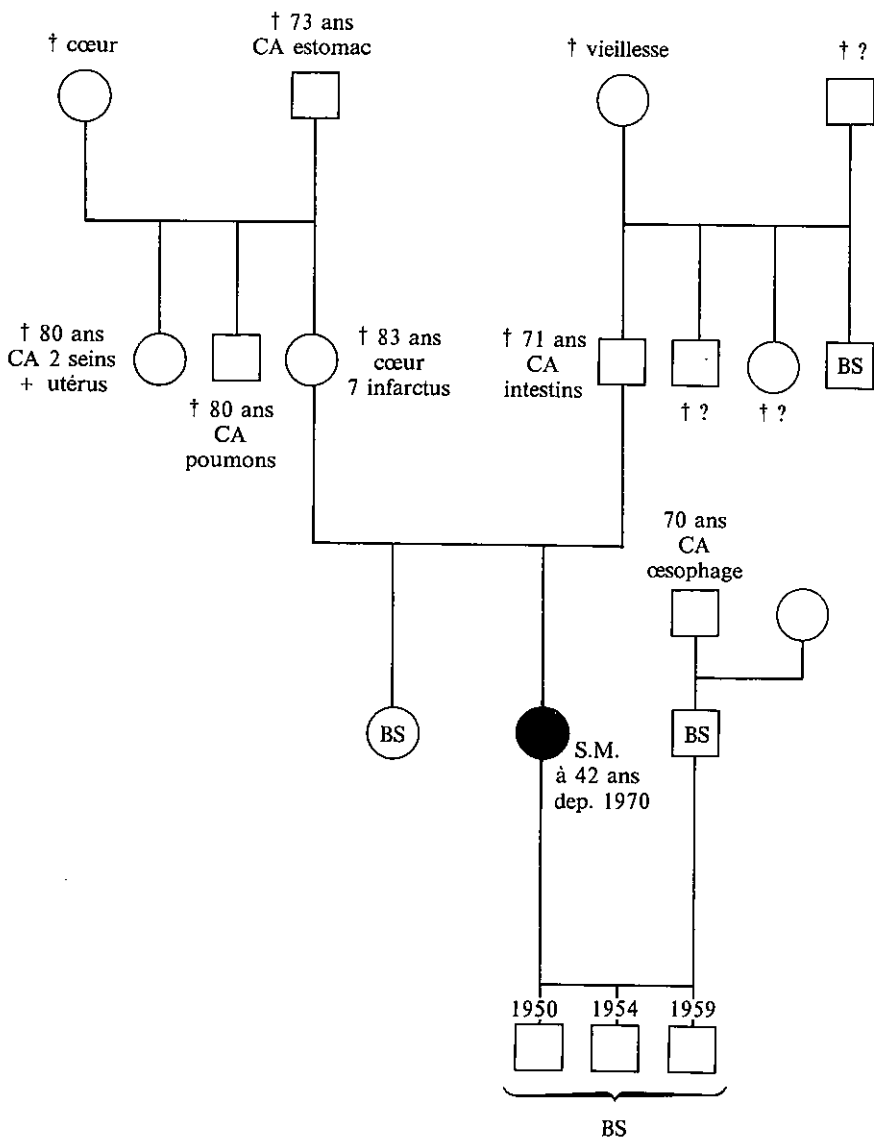 † cœur
† 73 ans
CA estomac
† vieillesse
† ?
† 80 ans
CA 2 seins
+ utérus
† 80 ans
CA
poumons
† 83 ans
cœur
7 infarctus
† 71 ans
CA
intestins
† ?
† ?
BS
70 ans
CA
œsophage
BS
S.M.
à 42 ans
dep. 1970
BS
1950 1954 1959
BS